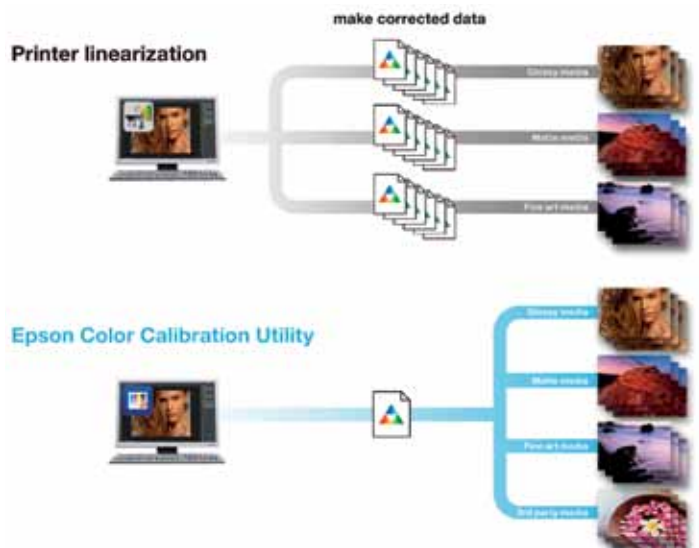 make corrected data
Printer linearization
Glossy media
Matte media
Fine art media
Epson Color Calibration Utility
Glossy media
Matte media
Fine art media
3rd party media